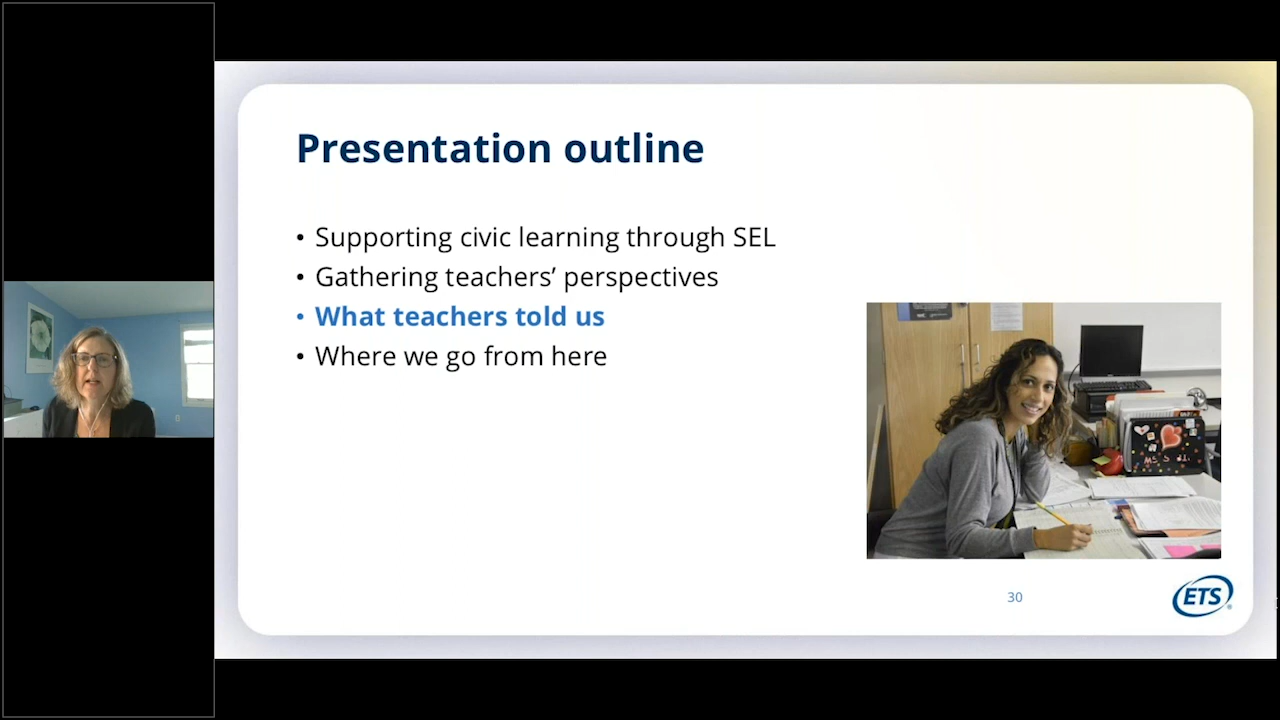 Presentation outline
• Supporting civic learning through SEL
• Gathering teachers’ perspectives
• What teachers told us
• Where we go from here
30
ETS®